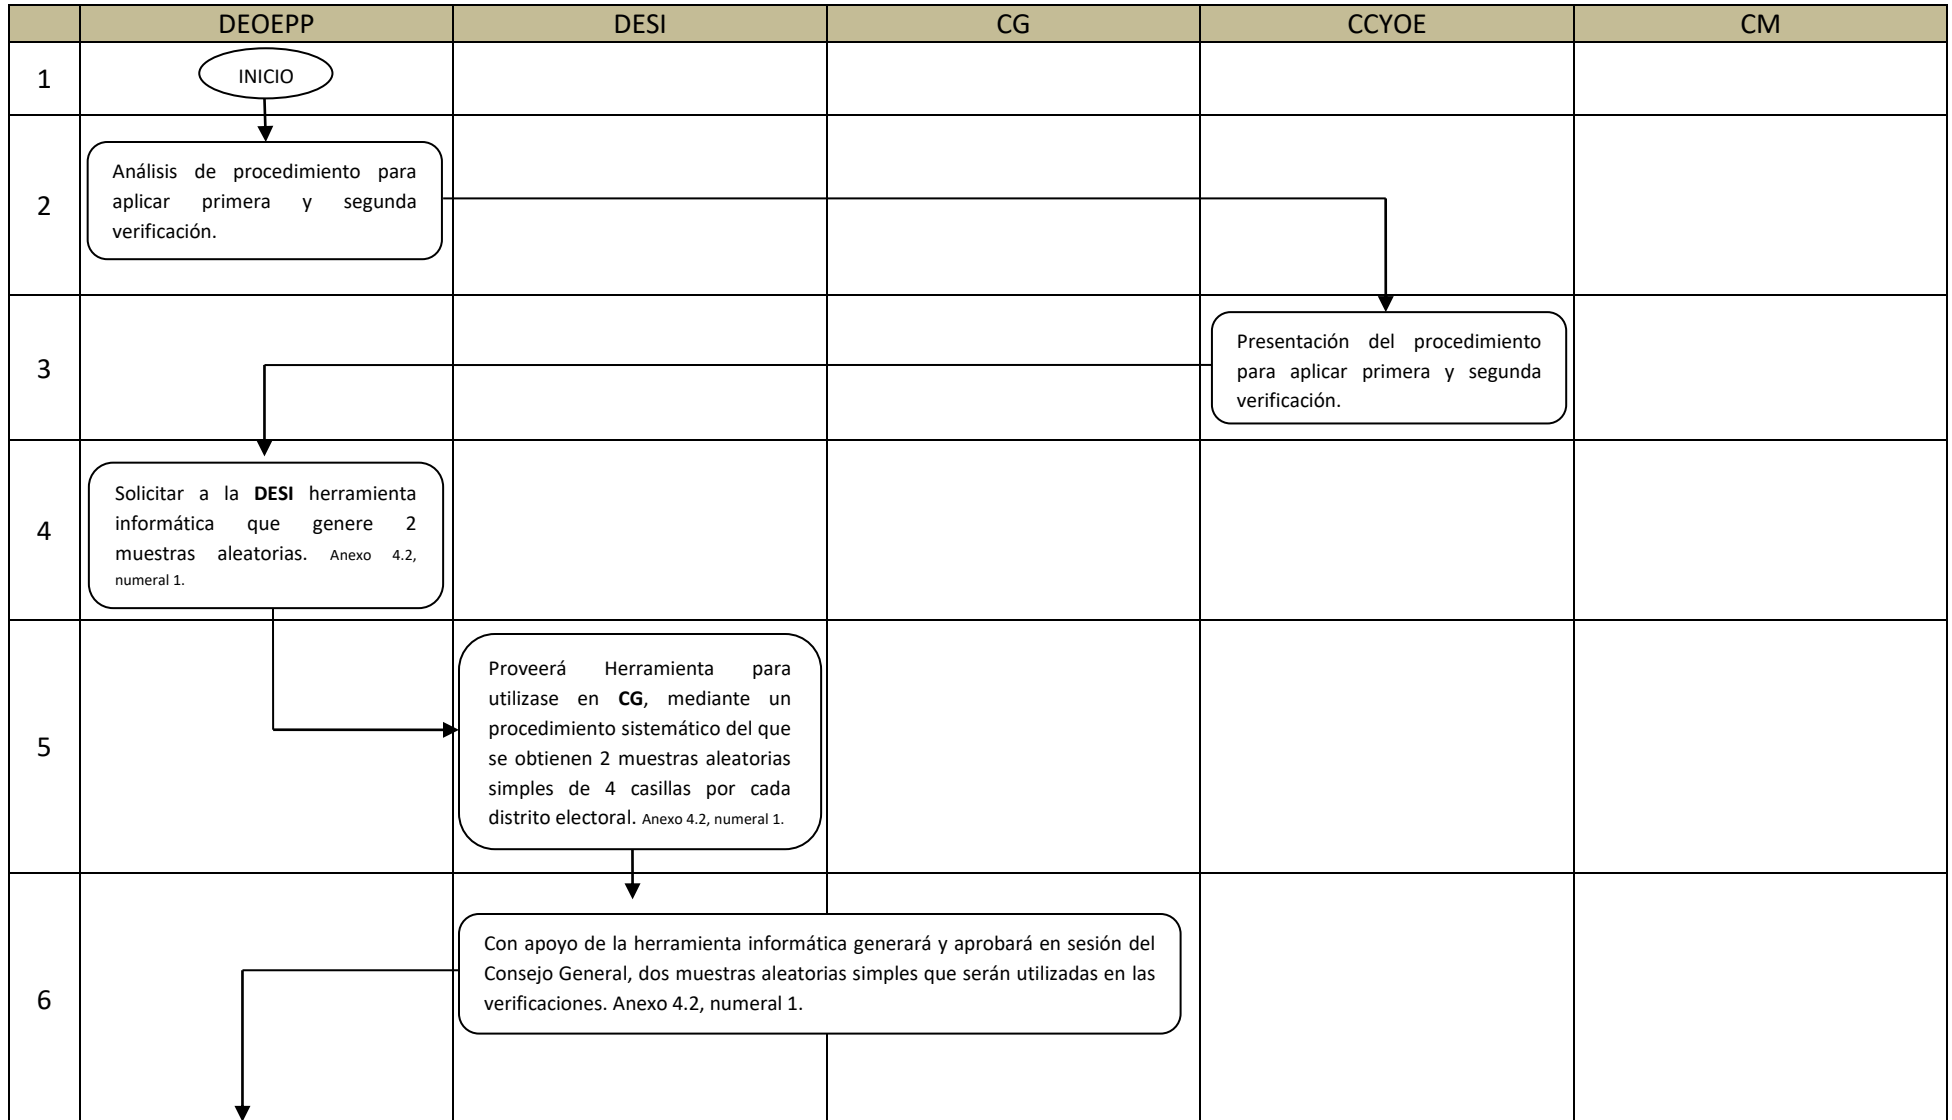 DEOEPP DESI CG CCYOE CM
1
INICIO
2
Análisis de procedimiento para
aplicar primera y segunda
verificación.
3
Presentación del procedimiento
para aplicar primera y segunda
verificación.
4
Solicitar a la DESI herramienta
informática que genere 2
muestras aleatorias. Anexo 4.2,
numeral 1.
5
Proveerá Herramienta para
utilizase en CG, mediante un
procedimiento sistemático del que
se obtienen 2 muestras aleatorias
simples de 4 casillas por cada
distrito electoral. Anexo 4.2, numeral 1.
6
Con apoyo de la herramienta informática generará y aprobará en sesión del
Consejo General, dos muestras aleatorias simples que serán utilizadas en las
verificaciones. Anexo 4.2, numeral 1.